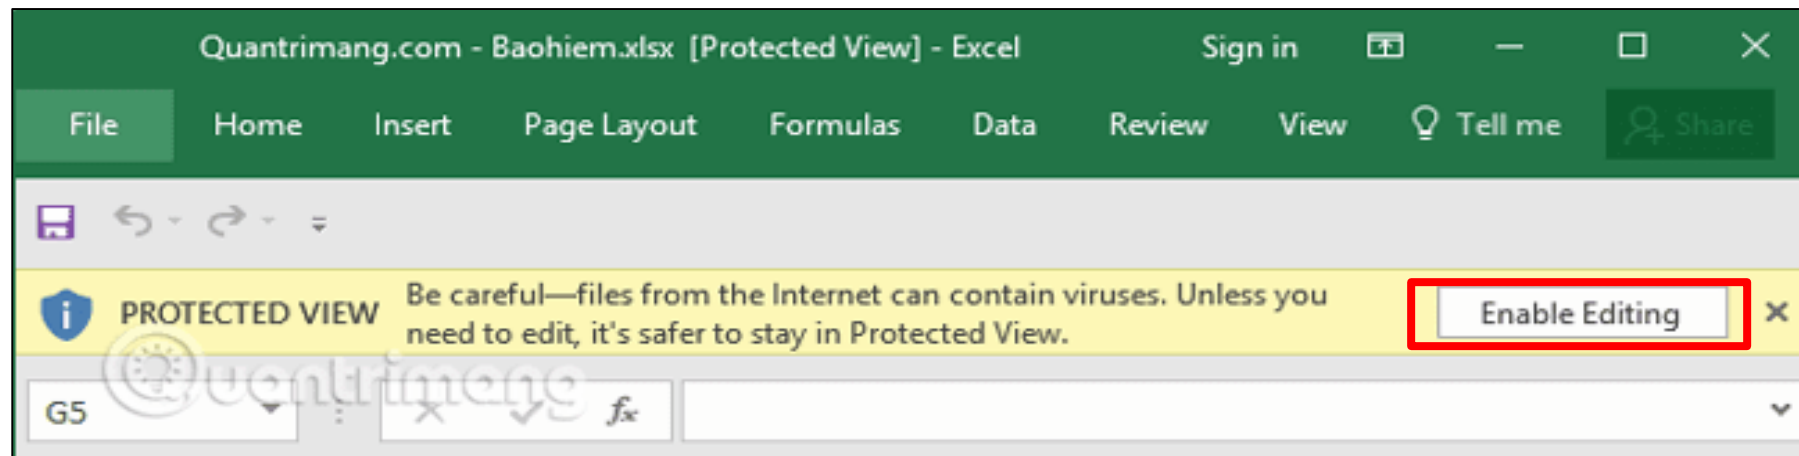 Quantrimang.com - Baohiem.xlsx [Protected View] - Excel Sign in
File Home Insert Page Layout Formulas Data Review View Tell me Share
PROTECTED VIEW Be careful—files from the Internet can contain viruses. Unless you
need to edit, it's safer to stay in Protected View.
Enable Editing
Quantrimang
G5 fx